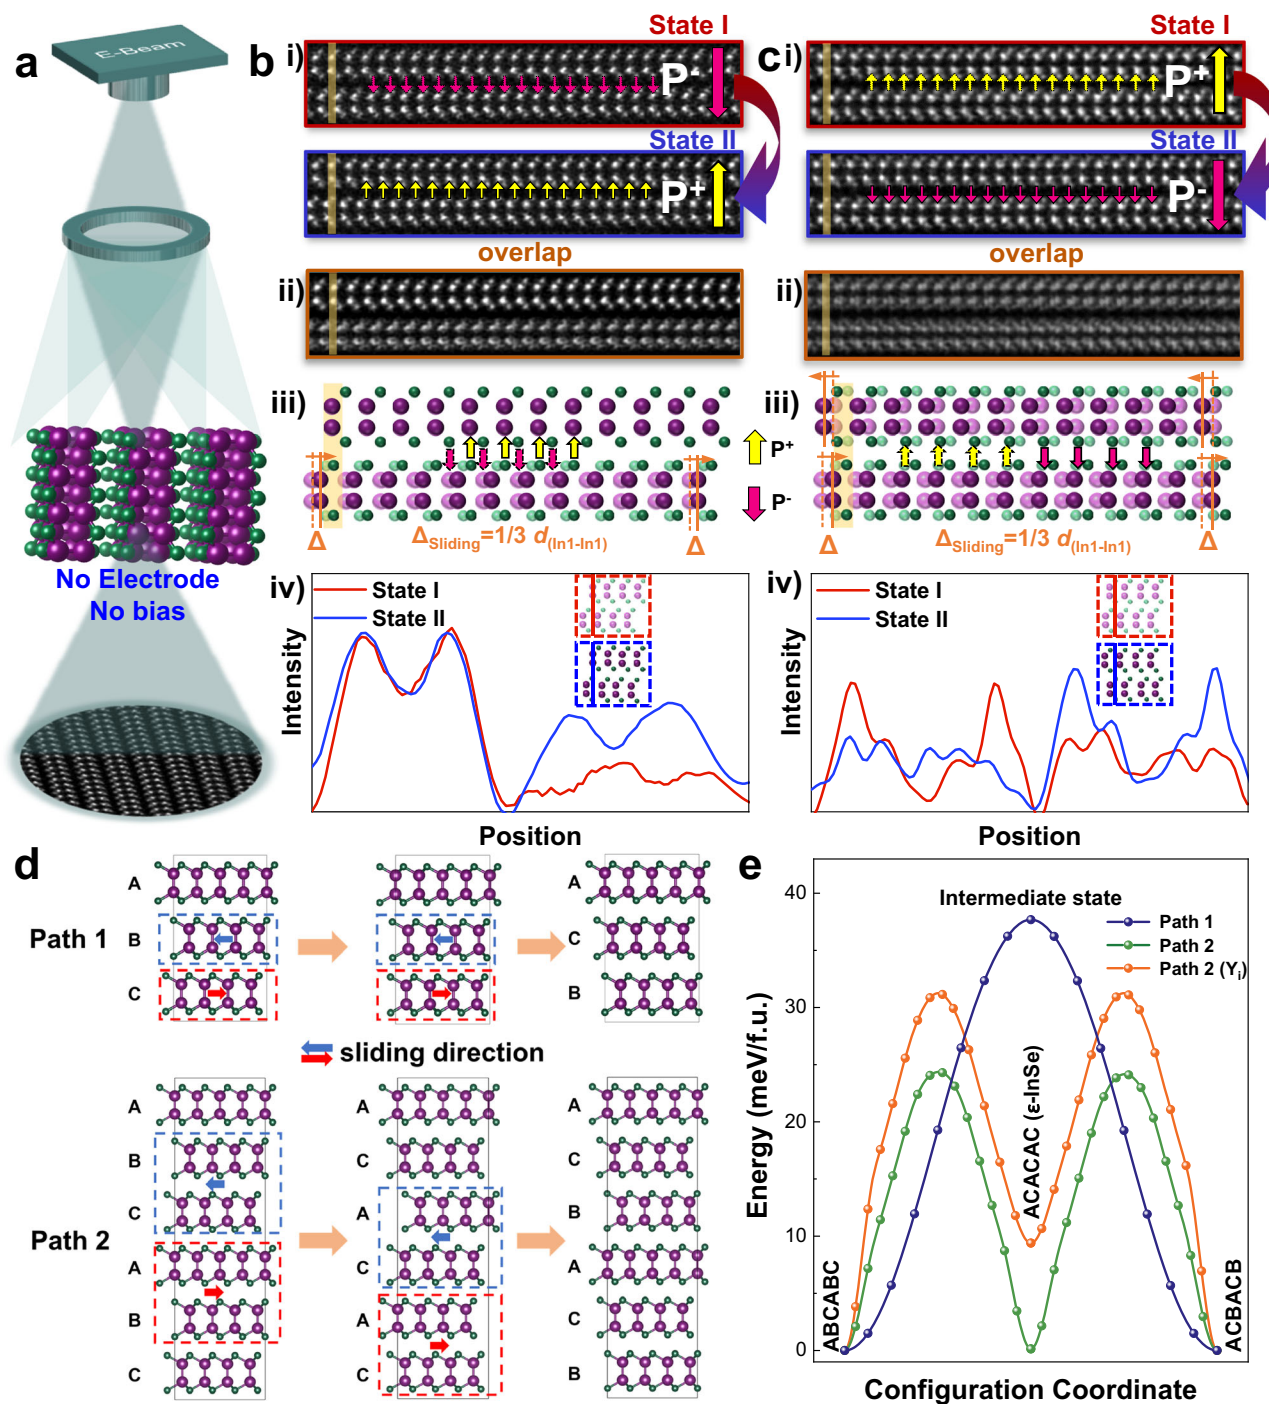 a
E-Beam
No Electrode
No bias
b
i)
State I
P-
State II
P+
overlap
ii)
iii)
P+
P-
Δ
Δ
ΔSliding=1/3 d(In1-In1)
iv)
State I
State II
Intensity
Position
c
i)
State I
P+
State II
P-
overlap
ii)
iii)
Δ
Δ
ΔSliding=1/3 d(In1-In1)
iv)
State I
State II
Intensity
Position
d
Path 1
A
B
C
A
C
B
sliding direction
Path 2
A
B
C
A
B
C
A
C
A
C
A
C
A
C
B
A
C
B
e
Intermediate state
Path 1
Path 2
Path 2 (Yi)
Energy (meV/f.u.)
40
30
20
10
0
ABCABC
ACACAC (ε-InSe)
ACBACB
Configuration Coordinate